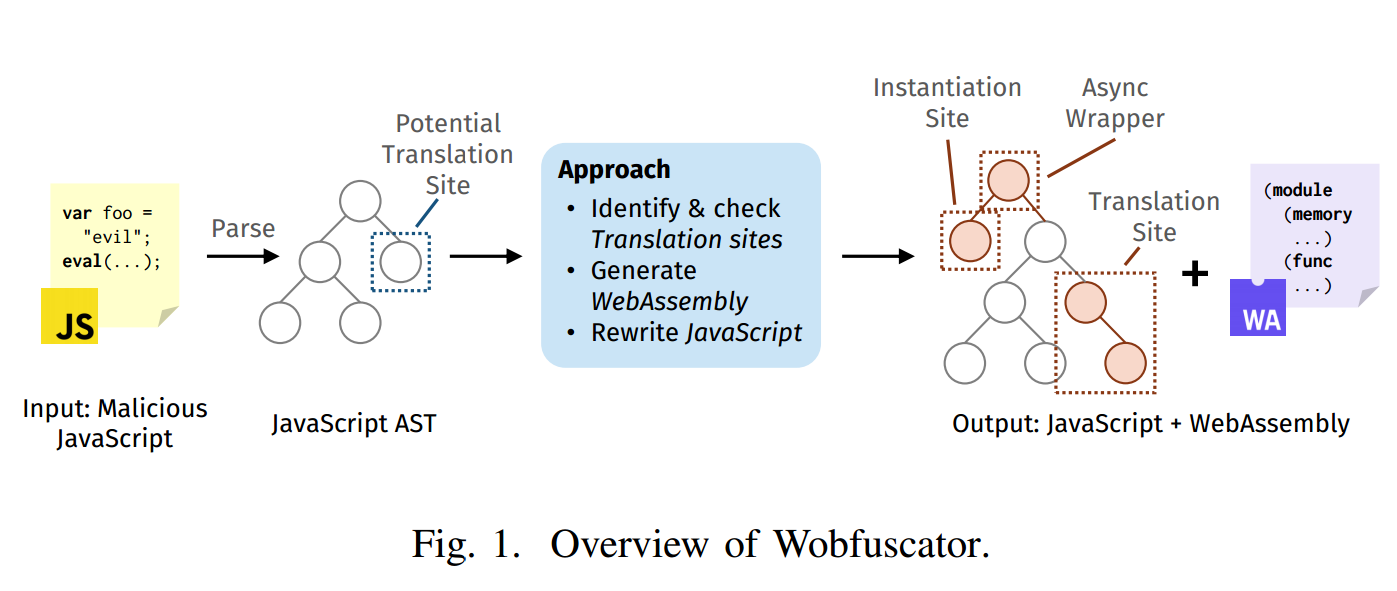 var foo =
"evil";
eval(...);
JS
Input: Malicious
JavaScript
Parse
Potential
Translation
Site
JavaScript AST
Approach
• Identify & check
Translation sites
• Generate
WebAssembly
• Rewrite JavaScript
Instantiation
Site
Async
Wrapper
Translation
Site
+
(module
(memory
...)
(func
...)
WA
Output: JavaScript + WebAssembly
Fig. 1. Overview of Wobfuscator.